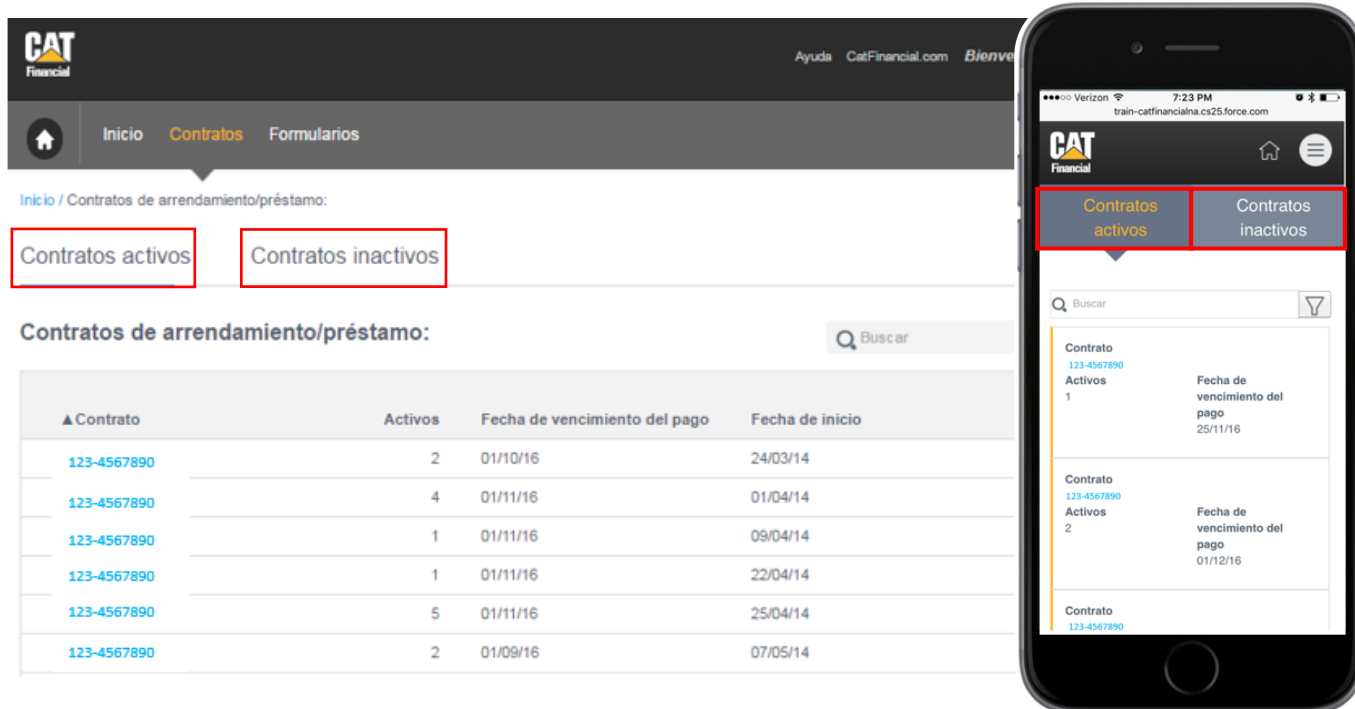 CAT
Financial
Ayuda CatFinancial.com Bienve
Inicio Contratos Formularios
Inicio / Contratos de arrendamiento/préstamo:
Contratos activos Contratos inactivos
Contratos de arrendamiento/préstamo:
Buscar
▲Contrato Activos Fecha de vencimiento del pago Fecha de inicio
123-4567890 2 01/10/16 24/03/14
123-4567890 4 01/11/16 01/04/14
123-4567890 1 01/11/16 09/04/14
123-4567890 1 01/11/16 22/04/14
123-4567890 5 01/11/16 25/04/14
123-4567890 2 01/09/16 07/05/14
Verizon 7:23 PM
train-catfinancialna.cs25.force.com
CAT
Financial
Contratos
activos
Contratos
inactivos
Buscar
Contrato
123-4567890
Activos
1
Fecha de
vencimiento del
pago
25/11/16
Contrato
123-4567890
Activos
2
Fecha de
vencimiento del
pago
01/12/16
Contrato
123-4567890